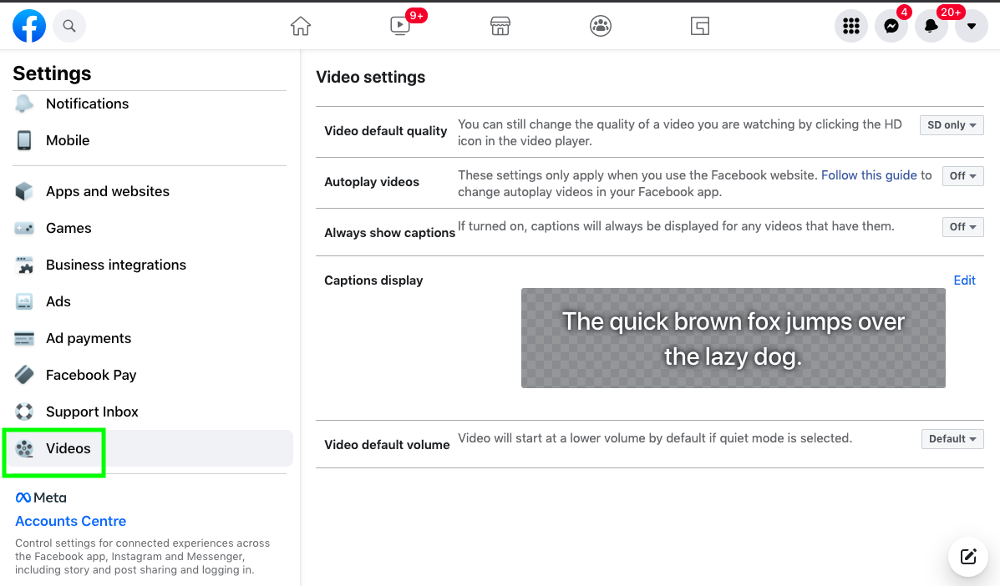 9+
4
20+
Settings
Notifications
Mobile
Apps and websites
Games
Business integrations
Ads
Ad payments
Facebook Pay
Support Inbox
Videos
Meta
Accounts Centre
Control settings for connected experiences across
the Facebook app, Instagram and Messenger,
including story and post sharing and logging in.
Video settings
Video default quality
You can still change the quality of a video you are watching by clicking the HD
icon in the video player.
SD only
Autoplay videos
These settings only apply when you use the Facebook website. Follow this guide to
change autoplay videos in your Facebook app.
Off
Always show captions
If turned on, captions will always be displayed for any videos that have them.
Off
Captions display
Edit
The quick brown fox jumps over
the lazy dog.
Video default volume
Video will start at a lower volume by default if quiet mode is selected.
Default